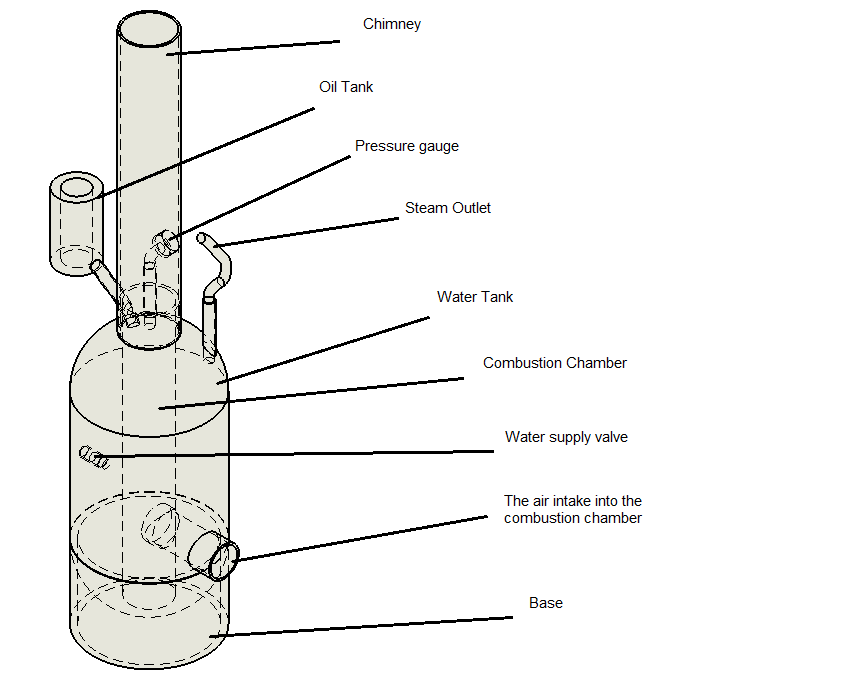 Chimney
Oil Tank
Pressure gauge
Steam Outlet
Water Tank
Combustion Chamber
Water supply valve
The air intake into the
combustion chamber
Base